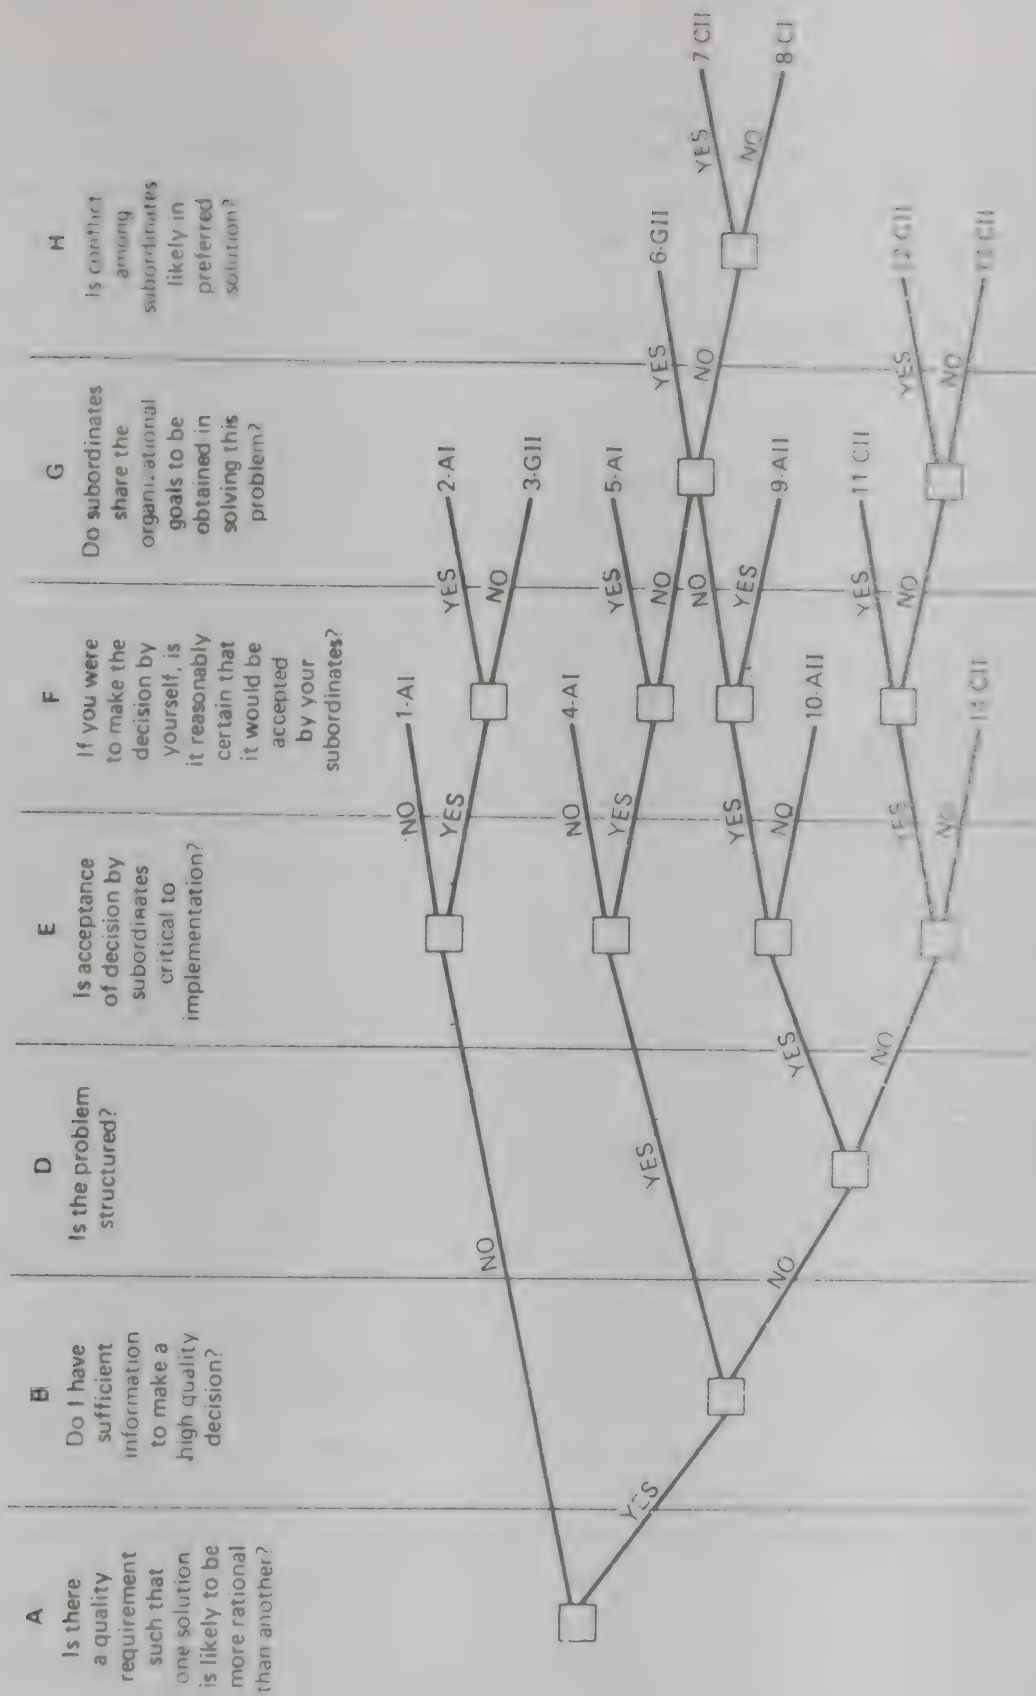 A
Is there
a quality
requirement
such that
one solution
is likely to be
more rational
than another?
B
Do I have
sufficient
information
to make a
high quality
decision?
D
Is the problem
structured?
E
Is acceptance
of decision by
subordinates
critical to
implementation?
F
If you were
to make the
decision by
yourself, is
it reasonably
certain that
it would be
accepted
by your
subordinates?
G
Do subordinates
share the
organizational
goals to be
obtained in
solving this
problem?
H
Is conflict
among
subordinates
likely in
preferred
solution?
NO
YES
YES
NO
YES
NO
NO
1-AI
YES
YES
2-AI
NO
3-GII
NO
4-AI
YES
YES
5-AI
NO
YES
6-GII
NO
YES
7 CII
NO
8-CI
YES
NO
YES
9-AII
NO
10-AII
YES
YES
11 CII
NO
YES
12 GII
NO
CII
NO
CII